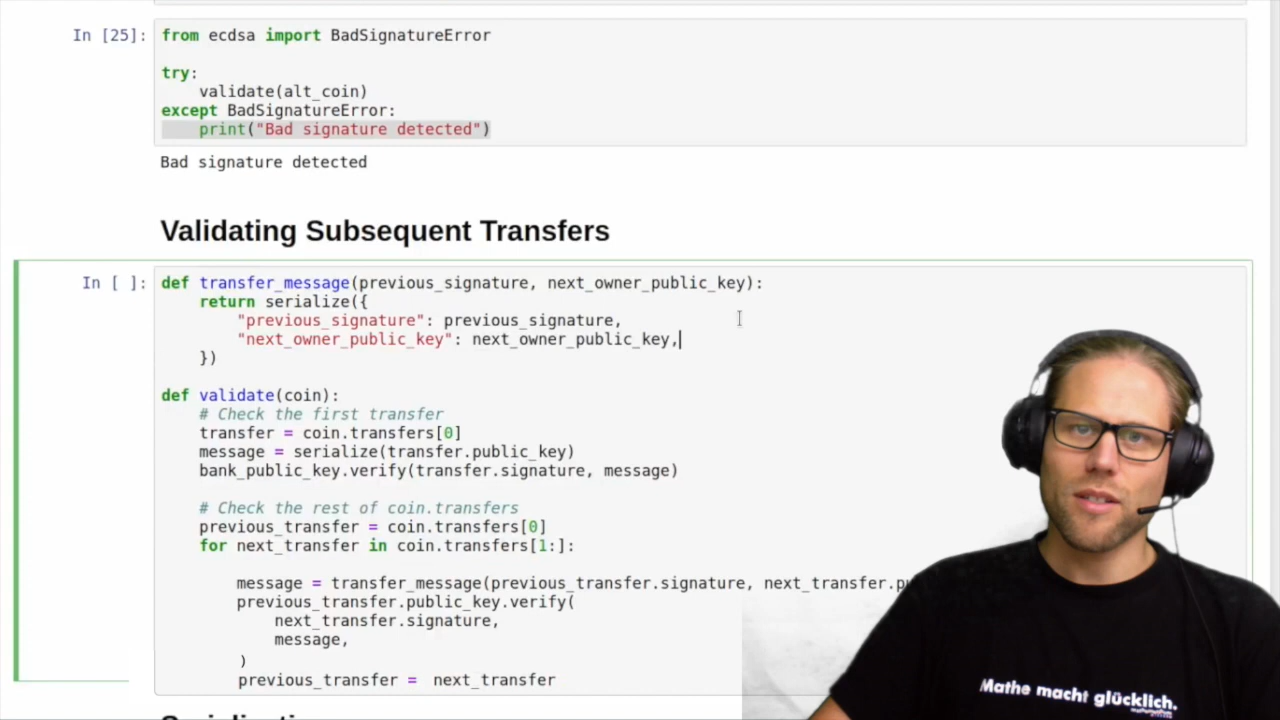 In [25]:
from ecdsa import BadSignatureError
try:
validate(alt_coin)
except BadSignatureError:
print("Bad signature detected")
Bad signature detected
Validating Subsequent Transfers
In [ ]:
def transfer_message(previous_signature, next_owner_public_key):
return serialize({
"previous_signature": previous_signature,
"next_owner_public_key": next_owner_public_key,
})
def validate(coin):
# Check the first transfer
transfer = coin.transfers[0]
message = serialize(transfer.public_key)
bank_public_key.verify(transfer.signature, message)
# Check the rest of coin.transfers
previous_transfer = coin.transfers[0]
for next_transfer in coin.transfers[1:]:
message = transfer_message(previous_transfer.signature, next_transfer.pu
previous_transfer.public_key.verify(
next_transfer.signature,
message,
)
previous_transfer = next_transfer
Mathe macht glücklich.